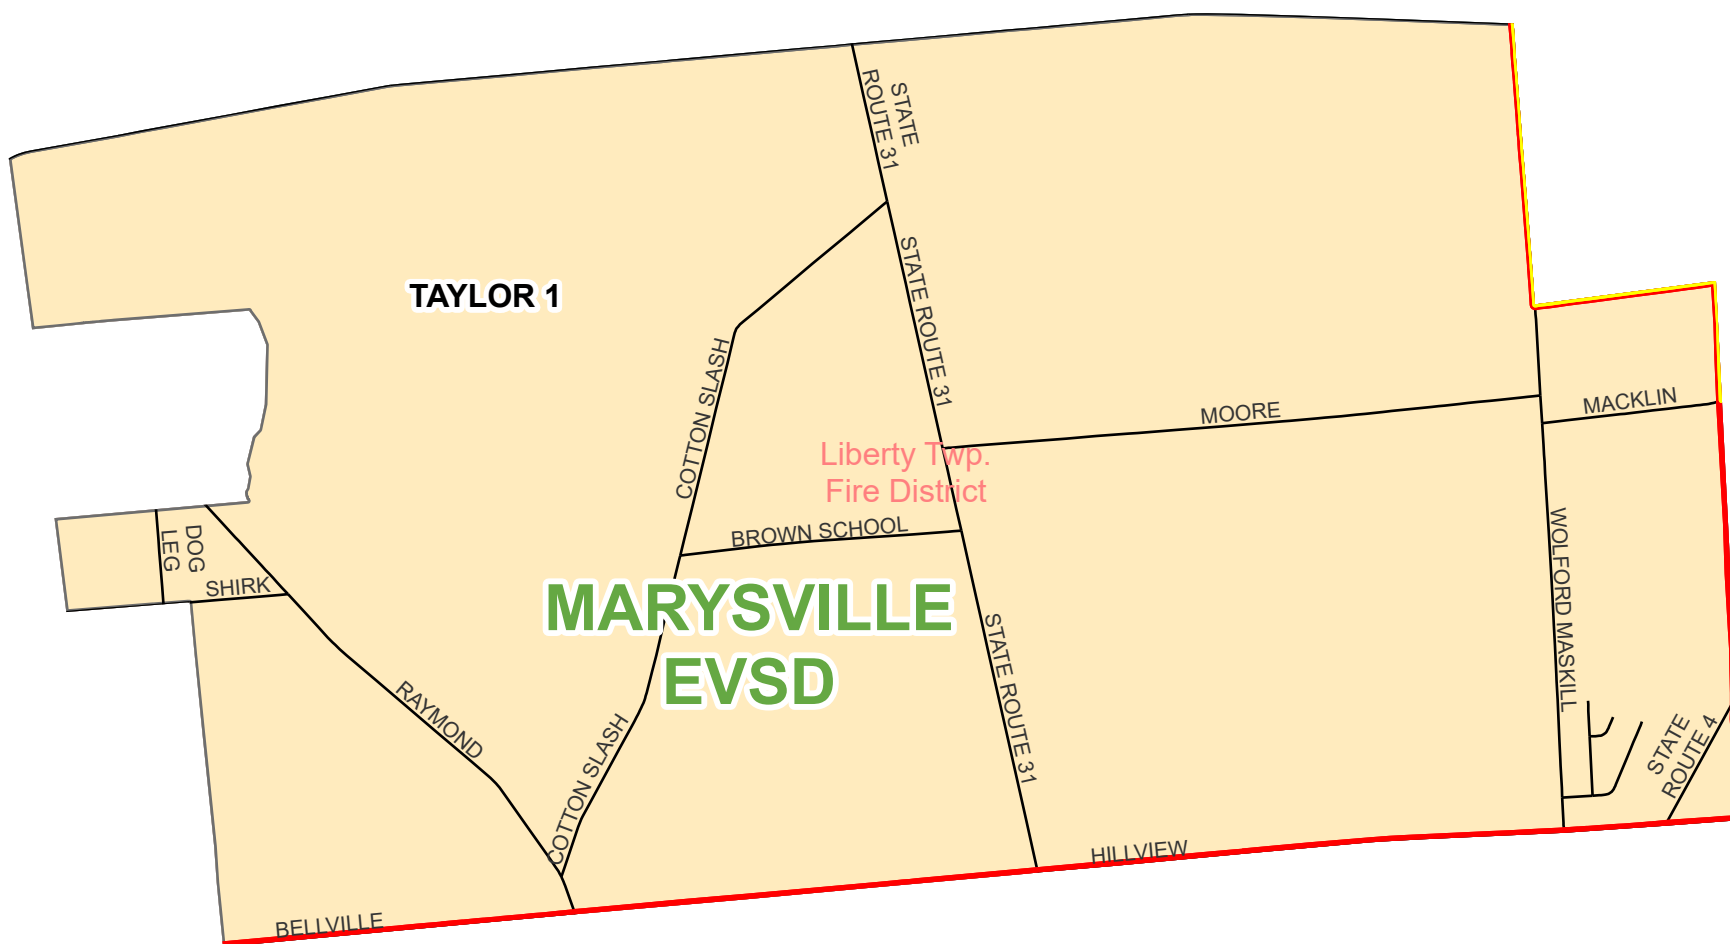 STATE
ROUTE 31
STATE ROUTE 31
TAYLOR 1
COTTON SLASH
MOORE
MACKLIN
Liberty Twp.
Fire District
BROWN SCHOOL
DOG
LEG
SHIRK
MARYSVILLE
EVSD
WOLFORD MASKILL
STATE ROUTE 31
RAYMOND
COTTON SLASH
STATE
ROUTE 4
HILLVIEW
BELLVILLE